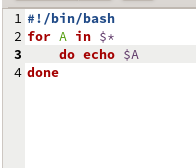 1 #!/bin/bash
2 for A in $*
3     do echo $A
4 done